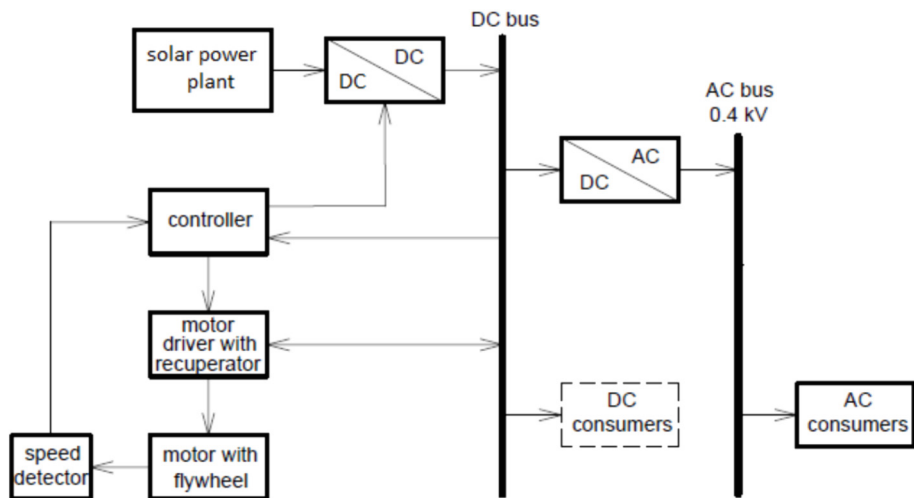 DC bus
solar power
plant
DC
DC
AC bus
0.4 kV
AC
DC
controller
motor
driver with
recuperator
DC
consumers
AC
consumers
speed
detector
motor with
flywheel